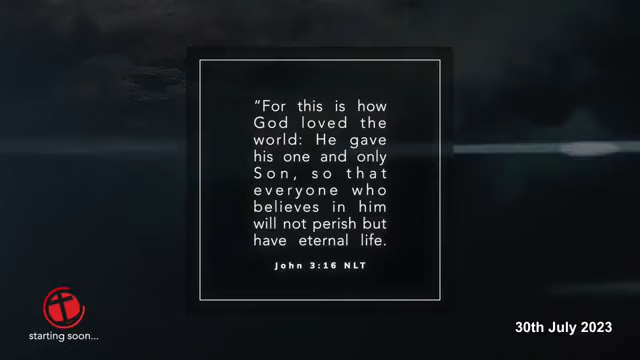 “For this is how
God loved the
world: He gave
his one and only
Son, so that
everyone who
believes in him
will not perish but
have eternal life.
John 3:16 NLT
starting soon...
30th July 2023